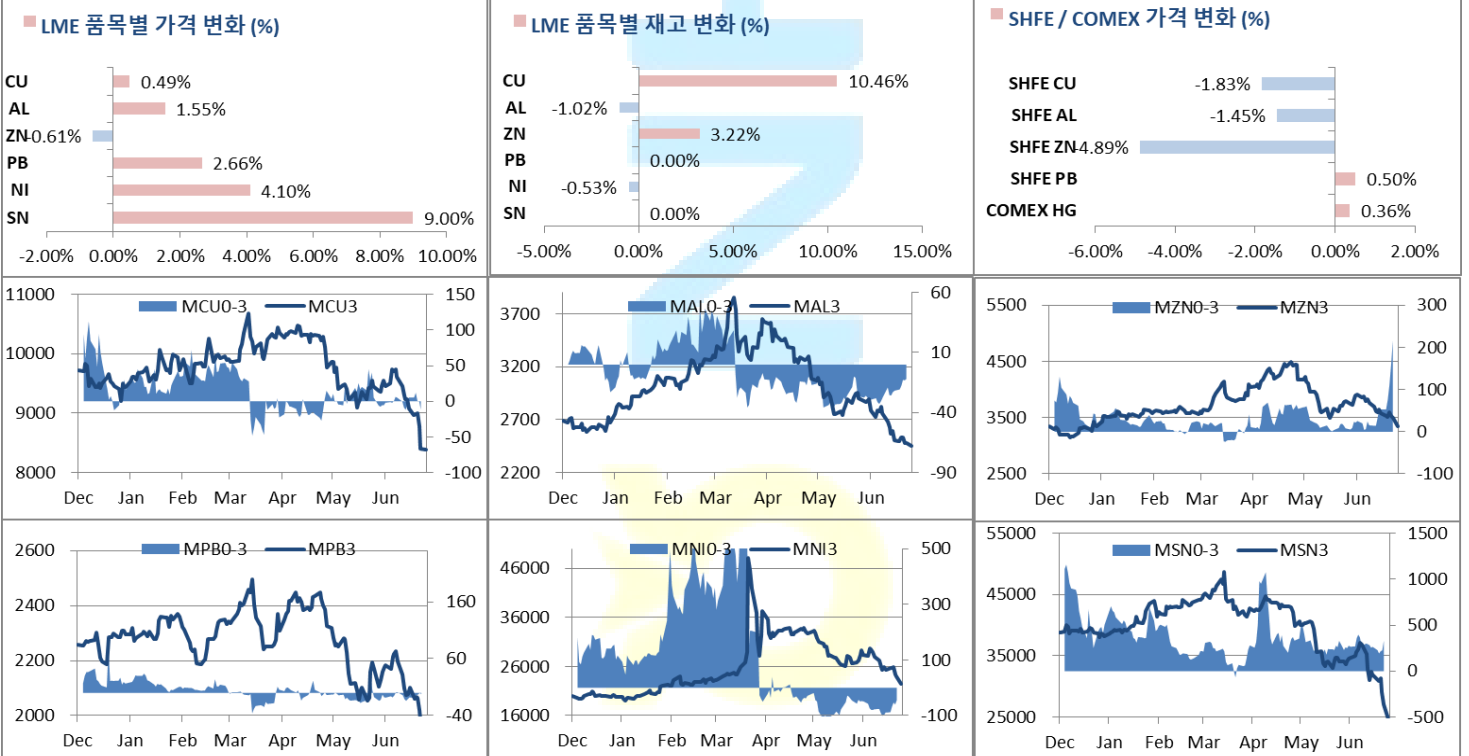 LME 품목별 가격 변화 (%)
CU 0.49%
AL 1.55%
ZN -0.61%
PB 2.66%
NI 4.10%
SN 9.00%
-2.00% 0.00% 2.00% 4.00% 6.00% 8.00% 10.00%
LME 품목별 재고 변화 (%)
CU 10.46%
AL -1.02%
ZN 3.22%
PB 0.00%
NI -0.53%
SN 0.00%
-5.00% 0.00% 5.00% 10.00% 15.00%
SHFE / COMEX 가격 변화 (%)
SHFE CU -1.83%
SHFE AL -1.45%
SHFE ZN -4.89%
SHFE PB 0.50%
COMEX HG 0.36%
-6.00% -4.00% -2.00% 0.00% 2.00%
MCU0-3 MCU3
11000 150
100
10000 50
0
9000
-50
8000 -100
Dec Jan Feb Mar Apr May Jun
MAL0-3 MAL3
60
3700
10
3200
2700 -40
2200 -90
Dec Jan Feb Mar Apr May Jun
MZN0-3 MZN3
5500 300
200
4500
100
3500
0
2500 -100
Dec Jan Feb Mar Apr May Jun
MPB0-3 MPB3
2600
2400 160
2200 60
2000 -40
Dec Jan Feb Mar Apr May Jun
MNI0-3 MNI3
500
46000
36000 300
26000 100
16000 -100
Dec Jan Feb Mar Apr May Jun
MSN0-3 MSN3
55000 1500
45000 1000
500
35000
0
25000 -500
Dec Jan Feb Mar Apr May Jun